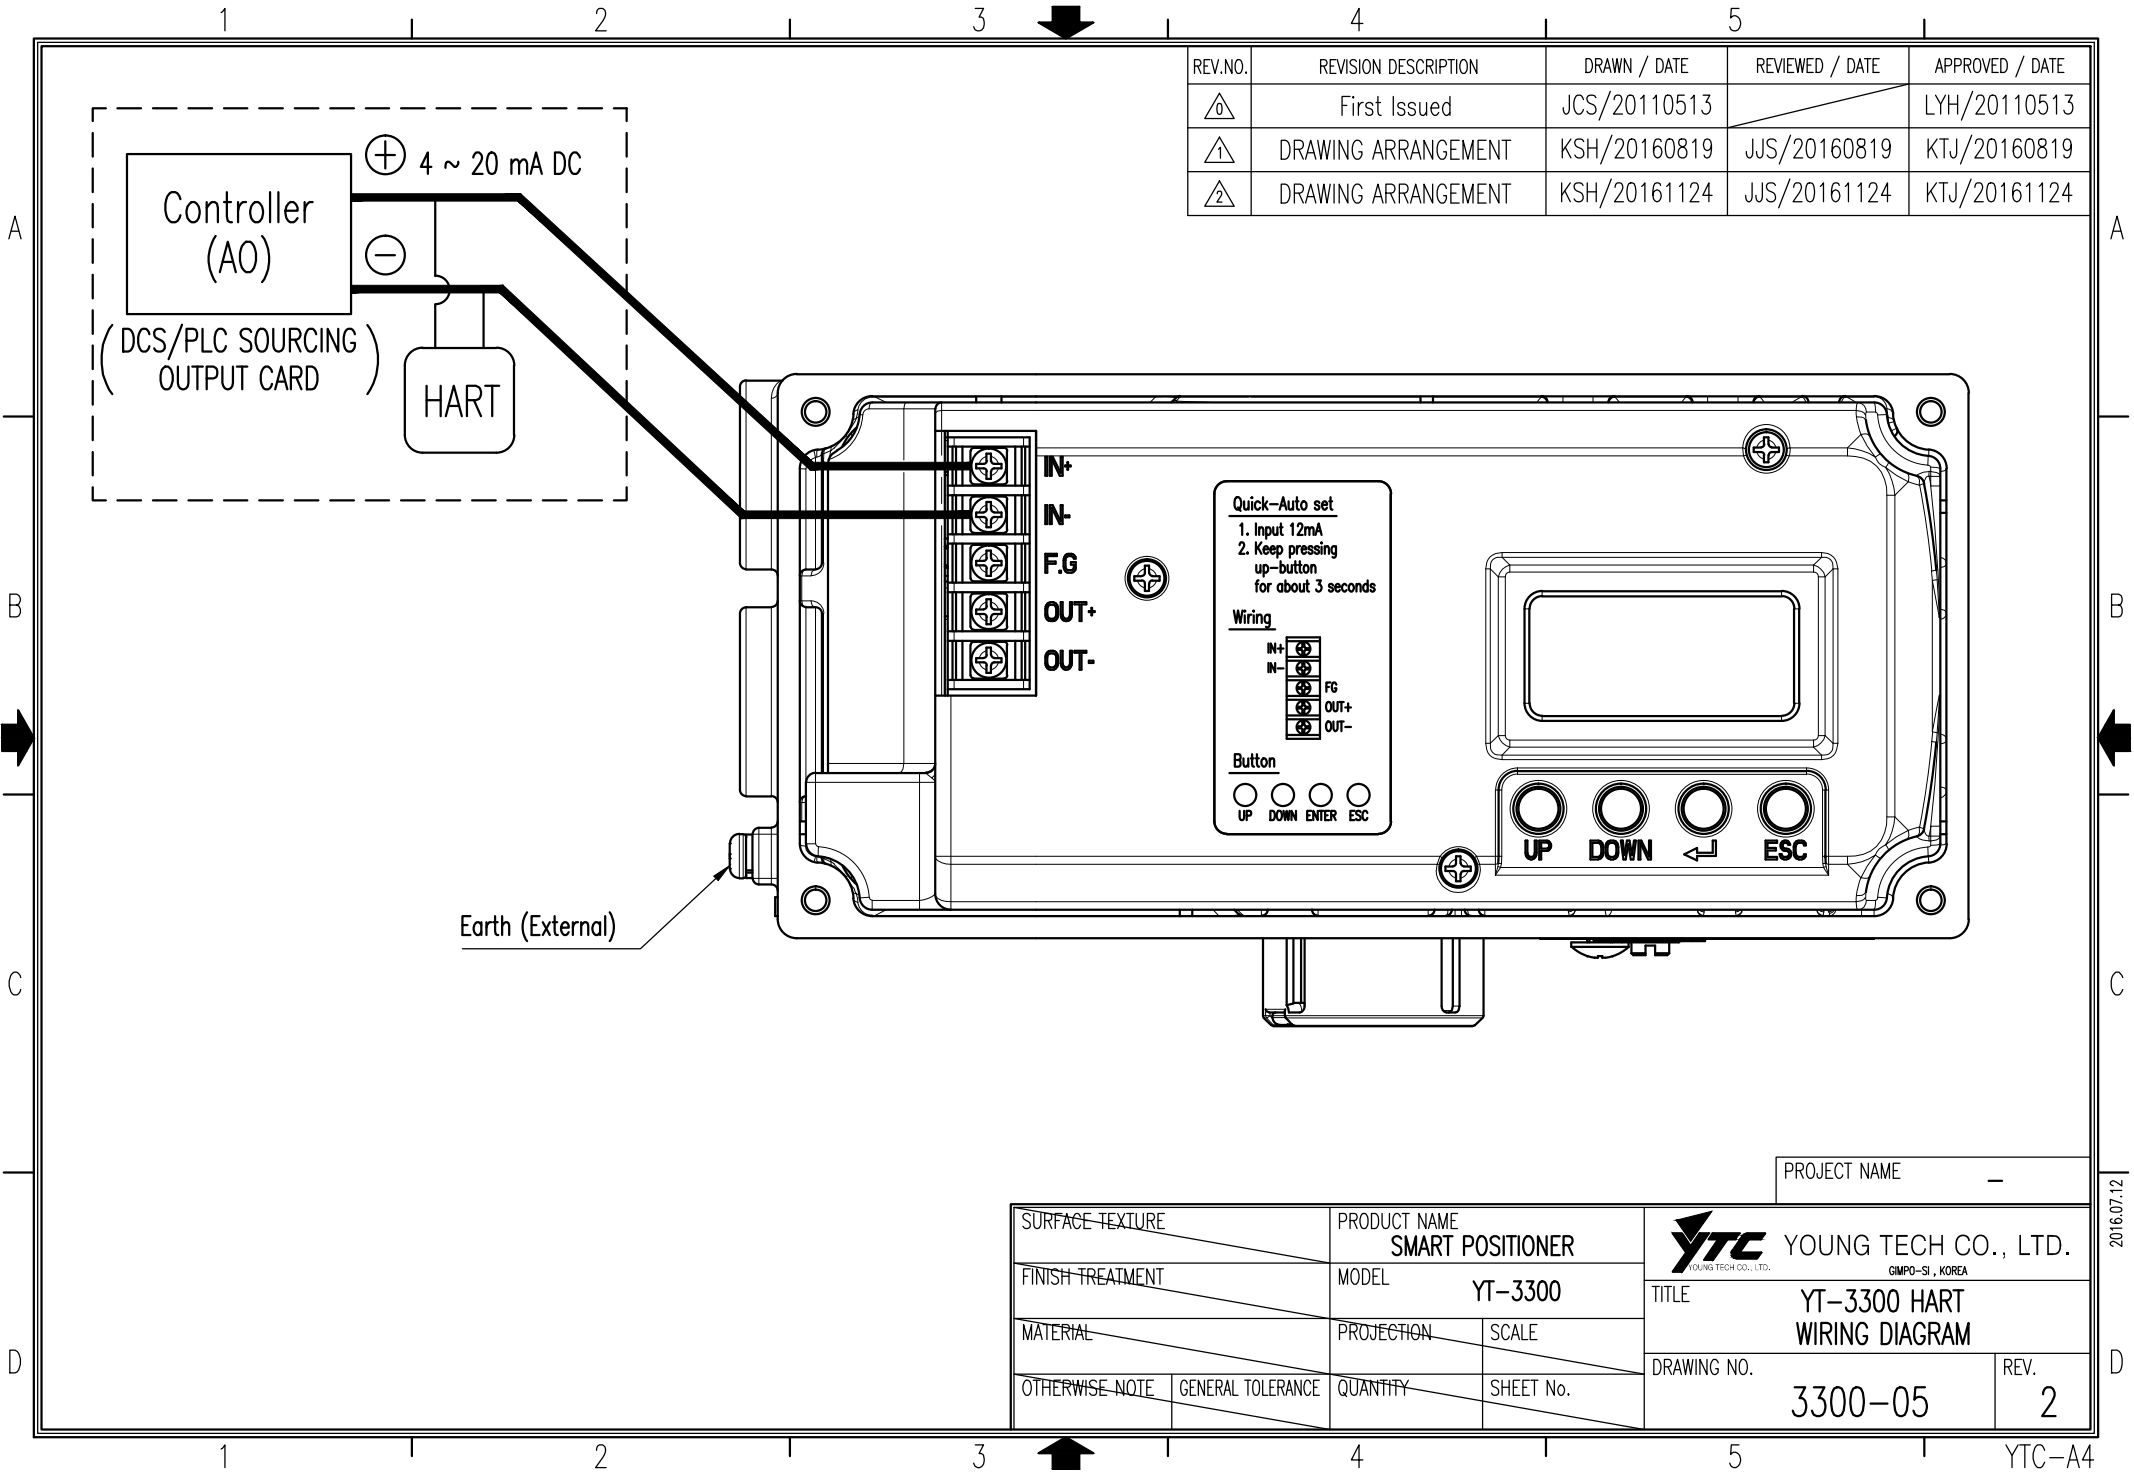 1 2 3 4 5
REV.NO. REVISION DESCRIPTION DRAWN / DATE REVIEWED / DATE APPROVED / DATE
0 First Issued JCS/20110513 LYH/20110513
1 DRAWING ARRANGEMENT KSH/20160819 JJS/20160819 KTJ/20160819
2 DRAWING ARRANGEMENT KSH/20161124 JJS/20161124 KTJ/20161124
+ 4 ~ 20 mA DC
Controller
(AO)
−
(DCS/PLC SOURCING
OUTPUT CARD)
HART
A A
IN+
IN-
F.G
OUT+
OUT-
Quick-Auto set
1. Input 12mA
2. Keep pressing
up-button
for about 3 seconds
Wiring
IN+
IN-
FG
OUT+
OUT-
Button
UP DOWN ENTER ESC
UP DOWN ↵ ESC
B B
Earth (External)
C C
PROJECT NAME -
SURFACE TEXTURE
FINISH TREATMENT
MATERIAL
OTHERWISE NOTE GENERAL TOLERANCE
PRODUCT NAME
SMART POSITIONER
MODEL YT-3300
PROJECTION SCALE
QUANTITY SHEET No.
YTC
YOUNG TECH CO., LTD.
YOUNG TECH CO., LTD.
GIMPO-SI , KOREA
TITLE YT-3300 HART
WIRING DIAGRAM
DRAWING NO. 3300-05
REV. 2
D D
2016.07.12
1 2 3 4 5
YTC-A4